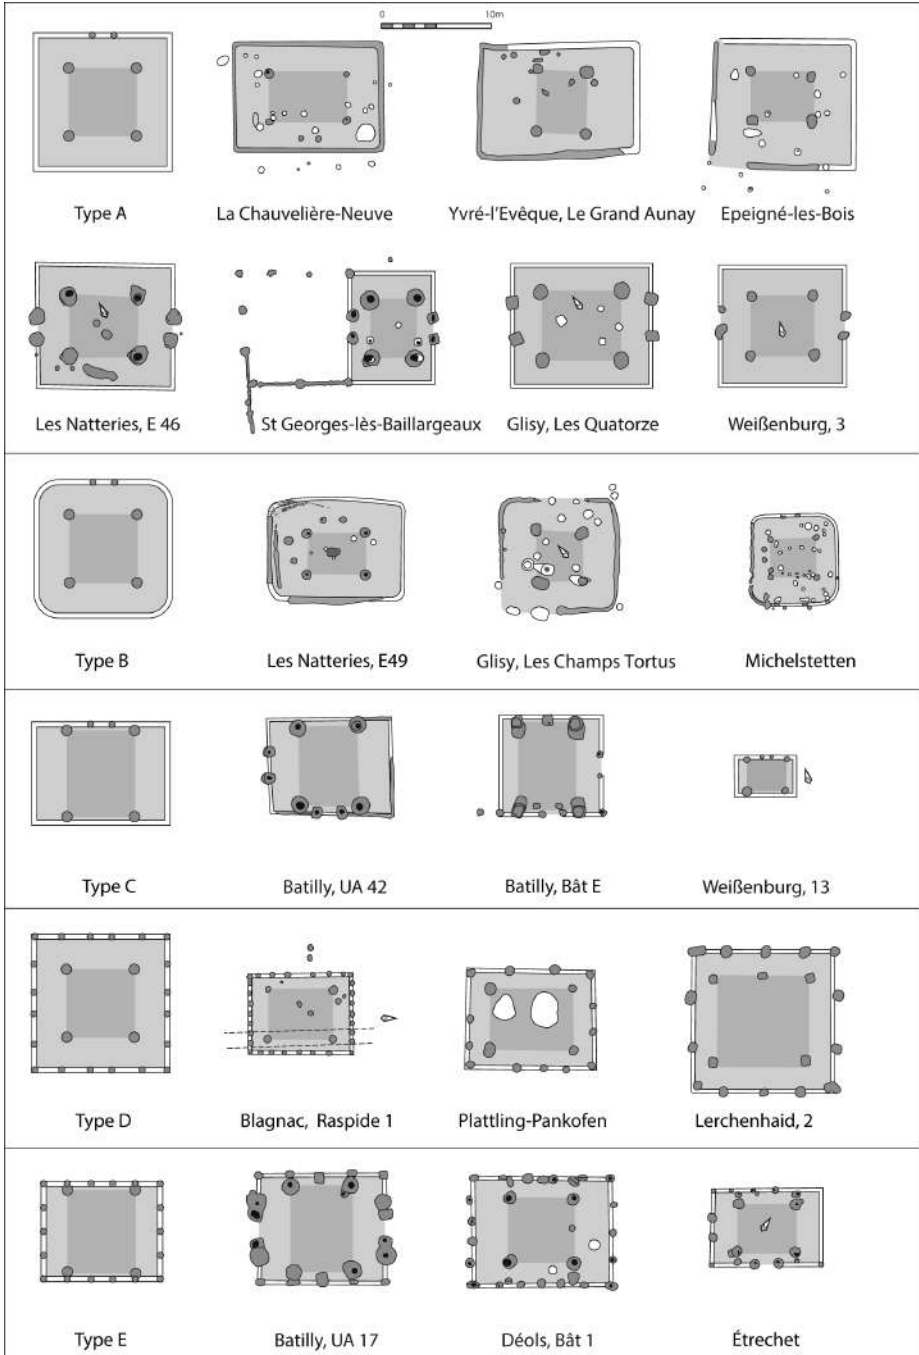 0 10m
Type A La Chauvelière-Neuve Yvré-l'Evêque, Le Grand Aunay Epeigné-les-Bois
Les Natteries, E 46 St Georges-lès-Baillargeaux Glisy, Les Quatorze Weißenburg, 3
Type B Les Natteries, E49 Glisy, Les Champs Tortus Michelstetten
Type C Batilly, UA 42 Batilly, Bât E Weißenburg, 13
Type D Blagnac, Raspide 1 Plattling-Pankofen Lerchenhaid, 2
Type E Batilly, UA 17 Déols, Bât 1 Étrechet